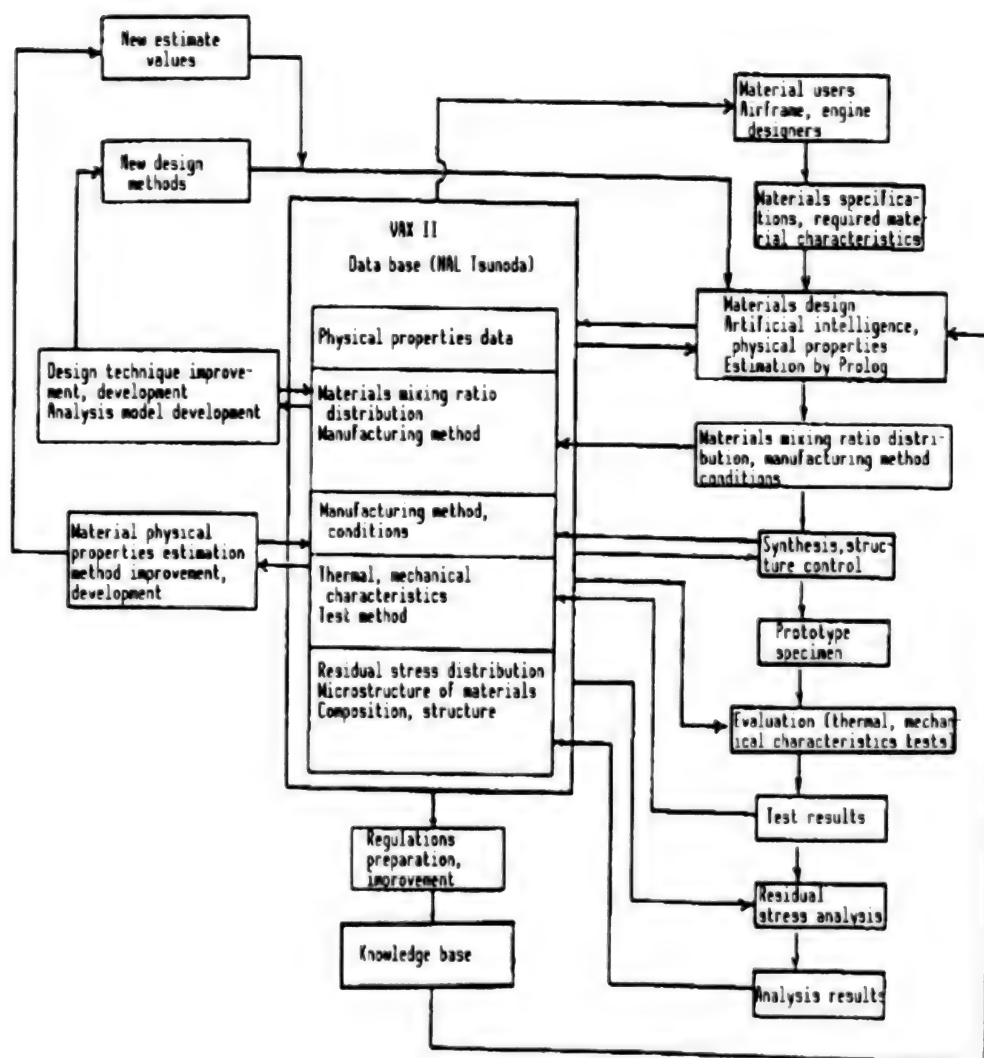 New estimate
values
New design
methods
Material users
Airframe, engine
designers
Materials specifica-
tions, required mate-
rial characteristics
VAX II
Data base (NAL Tsunoda)
Physical properties data
Materials mixing ratio
distribution
Manufacturing method
Manufacturing method,
conditions
Thermal, mechanical
characteristics
Test method
Residual stress distribution
Microstructure of materials
Composition, structure
Design technique improve-
ment, development
Analysis model development
Material physical
properties estimation
method improvement,
development
Materials design
Artificial intelligence,
physical properties
Estimation by Prolog
Materials mixing ratio distri-
bution, manufacturing method
conditions
Synthesis, struc-
ture control
Prototype
specimen
Evaluation (thermal, mechan-
ical characteristics tests)
Test results
Residual
stress analysis
Analysis results
Regulations
preparation,
improvement
Knowledge base